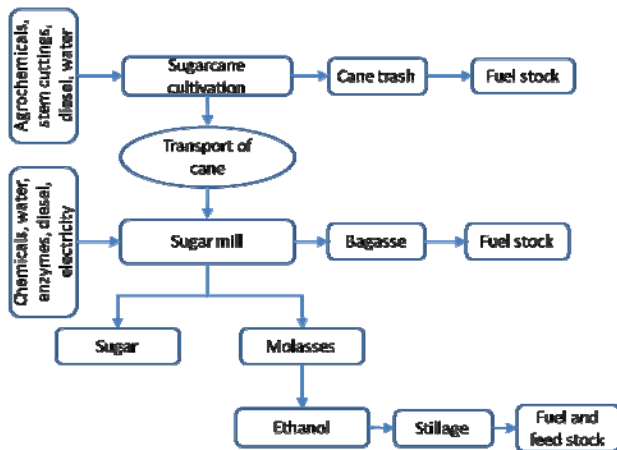 Agrochemicals,
stem cuttings,
diesel, water
Sugarcane
cultivation
Cane trash
Fuel stock
Transport of
cane
Chemicals, water,
enzymes, diesel,
electricity
Sugar mill
Bagasse
Fuel stock
Sugar
Molasses
Ethanol
Stillage
Fuel and
feed stock